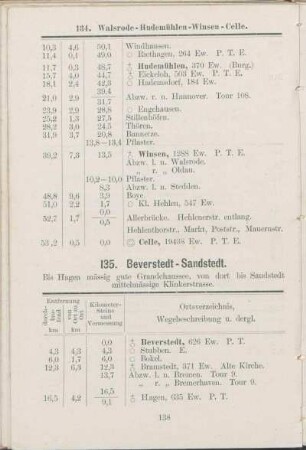 134. Walsrode-Hudemühlen-Winsen-Celle.
10,3 4,6 50,1 Windhausen.
11,4 0,1 49,0 Riethagen, 264 Ew. P. T. E.
11,7 0,3 48,7 Hudemühlen, 370 Ew. (Burg.)
15,7 4,0 44,7 Eickeloh, 503 Ew. P. T. E.
18,1 2,4 42,3 Hademsdorf, 184 Ew.
39,4
21,0 31,7 Abzw. r. n. Hannover. Tour 108.
23,9 2,9 28,8 Engehausen.
25,2 1,3 27,5 Stillenhöfen.
28,2 3,0 24,5 Thören.
31,9 3,7 20,8 Bannetze.
13,8–13,4 Pflaster.
39,2 7,3 13,5 Winsen, 1288 Ew. P. T. E.
Abzw. l. n. Walsrode.
„ r. „ Oldau.
10,2–10,0 Pflaster.
8,3 Abzw. l. n. Stedden.
48,8 9,6 3,9 Boye.
51,0 2,2 1,7 Kl. Hehlen, 547 Ew.
52,7 1,7 0,0 Allerbrücke. Hehlenerstr. entlang.
0,5 Hehlenthorstr., Markt, Poststr., Mauernstr.
53,2 0,5 0,0 Celle, 19438 Ew. P. T. E.
135. Beverstedt - Sandstedt.
Bis Hagen mässig gute Grandchaussee, von dort bis Sandstedt
mittelmässige Klinkerstrasse.
Entfernung
durch-laufend km
von Ort zu Ort km
Kilometer-Steine und Vermessung
Ortsverzeichnis,
Wegebeschreibung u. dergl.
0,0 Beverstedt, 626 Ew. P. T.
4,3 4,3 4,3 Stubben. E.
6,0 1,7 6,0 Bokel.
12,3 6,3 12,3 Bramstedt, 371 Ew. Alte Kirche.
13,7 Abzw. l. n. Bremen. Tour 9.
„ r. „ Bremerhaven. Tour 9.
16,5
16,5 4,2 9,1 Hagen, 635 Ew. P. T.
138